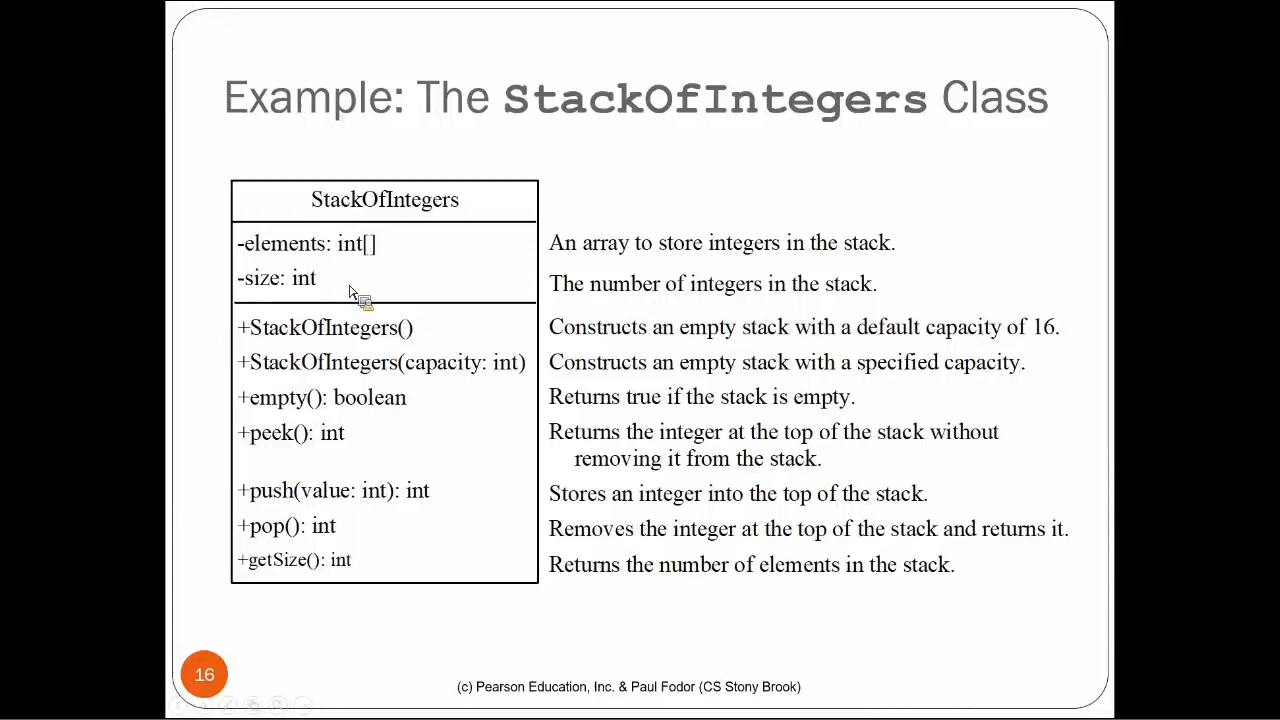 Example: The StackOfIntegers Class
StackOfIntegers
-elements: int[]
An array to store integers in the stack.
-size: int
The number of integers in the stack.
+StackOfIntegers()
Constructs an empty stack with a default capacity of 16.
+StackOfIntegers(capacity: int)
Constructs an empty stack with a specified capacity.
+empty(): boolean
Returns true if the stack is empty.
+peek(): int
Returns the integer at the top of the stack without
removing it from the stack.
+push(value: int): int
Stores an integer into the top of the stack.
+pop(): int
Removes the integer at the top of the stack and returns it.
+getSize(): int
Returns the number of elements in the stack.
16
(c) Pearson Education, Inc. & Paul Fodor (CS Stony Brook)